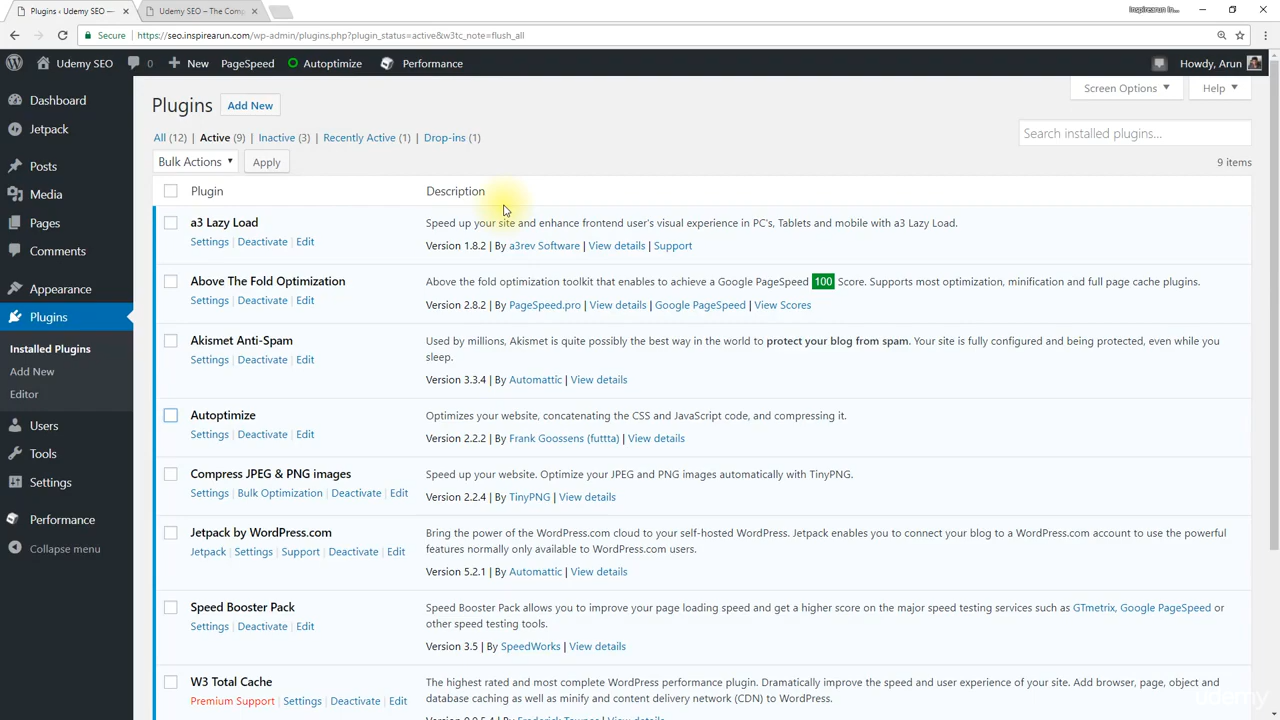 Plugins ‹ Udemy SEO —
Udemy SEO – The Comp
Inspirearun In...
Secure
https://seo.inspirearun.com/wp-admin/plugins.php?plugin_status=active&w3tc_note=flush_all
Udemy SEO
0
New
PageSpeed
Autoptimize
Performance
Howdy, Arun
Dashboard
Jetpack
Posts
Media
Pages
Comments
Appearance
Plugins
Installed Plugins
Add New
Editor
Users
Tools
Settings
Performance
Collapse menu
Screen Options ▼
Help ▼
Plugins
Add New
All (12) | Active (9) | Inactive (3) | Recently Active (1) | Drop-ins (1)
Search installed plugins...
Bulk Actions ▼
Apply
9 items
Plugin
Description
a3 Lazy Load
Settings | Deactivate | Edit
Speed up your site and enhance frontend user's visual experience in PC's, Tablets and mobile with a3 Lazy Load.
Version 1.8.2 | By a3rev Software | View details | Support
Above The Fold Optimization
Settings | Deactivate | Edit
Above the fold optimization toolkit that enables to achieve a Google PageSpeed 100 Score. Supports most optimization, minification and full page cache plugins.
Version 2.8.2 | By PageSpeed.pro | View details | Google PageSpeed | View Scores
Akismet Anti-Spam
Settings | Deactivate | Edit
Used by millions, Akismet is quite possibly the best way in the world to protect your blog from spam. Your site is fully configured and being protected, even while you
sleep.
Version 3.3.4 | By Automattic | View details
Autoptimize
Settings | Deactivate | Edit
Optimizes your website, concatenating the CSS and JavaScript code, and compressing it.
Version 2.2.2 | By Frank Goossens (futtta) | View details
Compress JPEG & PNG images
Settings | Bulk Optimization | Deactivate | Edit
Speed up your website. Optimize your JPEG and PNG images automatically with TinyPNG.
Version 2.2.4 | By TinyPNG | View details
Jetpack by WordPress.com
Jetpack | Settings | Support | Deactivate | Edit
Bring the power of the WordPress.com cloud to your self-hosted WordPress. Jetpack enables you to connect your blog to a WordPress.com account to use the powerful
features normally only available to WordPress.com users.
Version 5.2.1 | By Automattic | View details
Speed Booster Pack
Settings | Deactivate | Edit
Speed Booster Pack allows you to improve your page loading speed and get a higher score on the major speed testing services such as GTmetrix, Google PageSpeed or
other speed testing tools.
Version 3.5 | By SpeedWorks | View details
W3 Total Cache
Premium Support | Settings | Deactivate | Edit
The highest rated and most complete WordPress performance plugin. Dramatically improve the speed and user experience of your site. Add browser, page, object and
database caching as well as minify and content delivery network (CDN) to WordPress.
udemy